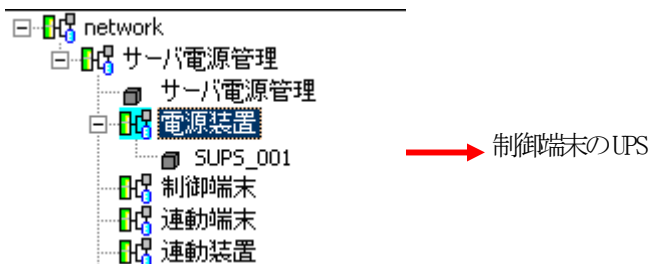 network
サーバ電源管理
サーバ電源管理
電源装置
SUPS_001
制御端末のUPS
制御端末
連動端末
連動装置